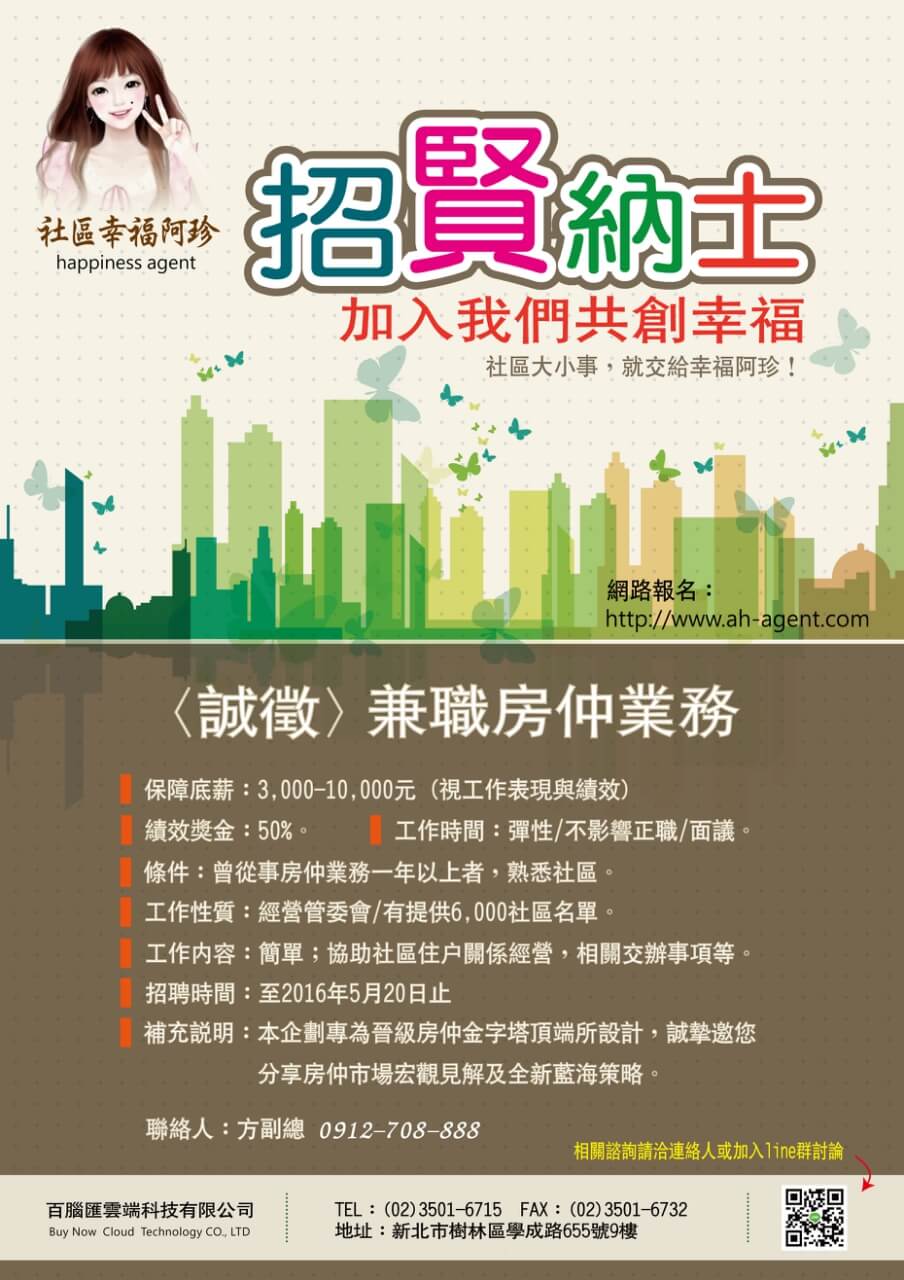 社區幸福阿珍
happiness agent
招賢納士
加入我們共創幸福
社區大小事，就交給幸福阿珍！
網路報名：
http://www.ah-agent.com
〈誠徵〉兼職房仲業務
保障底薪：3,000-10,000元 (視工作表現與績效)
績效獎金：50%。 工作時間：彈性/不影響正職/面議。
條件：曾從事房仲業務一年以上者，熟悉社區。
工作性質：經營管委會/有提供6,000社區名單。
工作內容：簡單；協助社區住戶關係經營，相關交辦事項等。
招聘時間：至2016年5月20日止
補充説明：本企劃專為晉級房仲金字塔頂端所設計，誠摯邀您
分享房仲市場宏觀見解及全新藍海策略。
聯絡人：方副總 0912-708-888
相關諮詢請洽連絡人或加入line群討論
百腦匯雲端科技有限公司
Buy Now Cloud Technology CO., LTD
TEL：(02)3501-6715 FAX：(02)3501-6732
地址：新北市樹林區學成路655號9樓